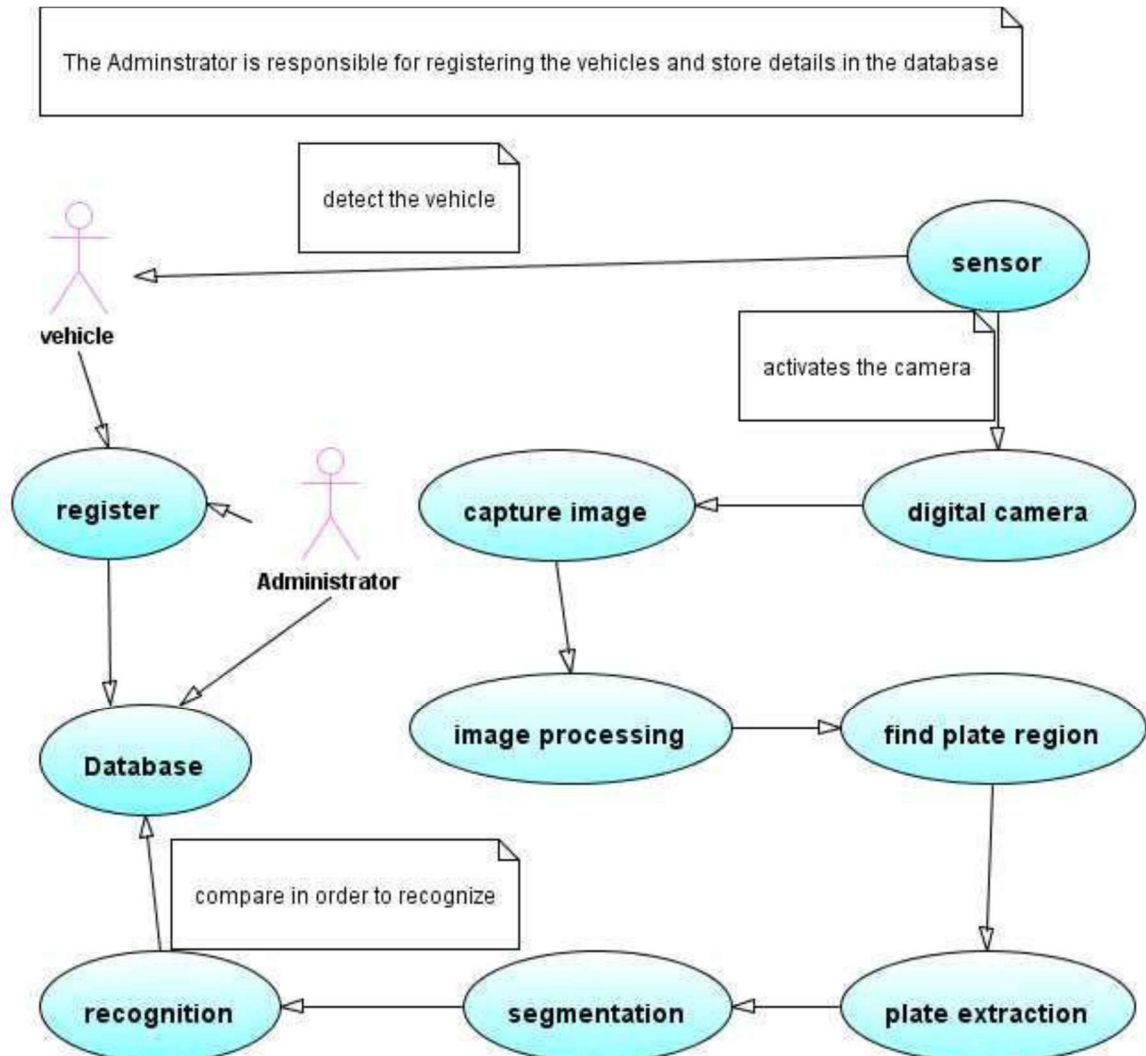 The Adminstrator is responsible for registering the vehicles and store details in the database
detect the vehicle
sensor
vehicle
activates the camera
register
capture image
digital camera
Administrator
image processing
find plate region
Database
compare in order to recognize
recognition
segmentation
plate extraction